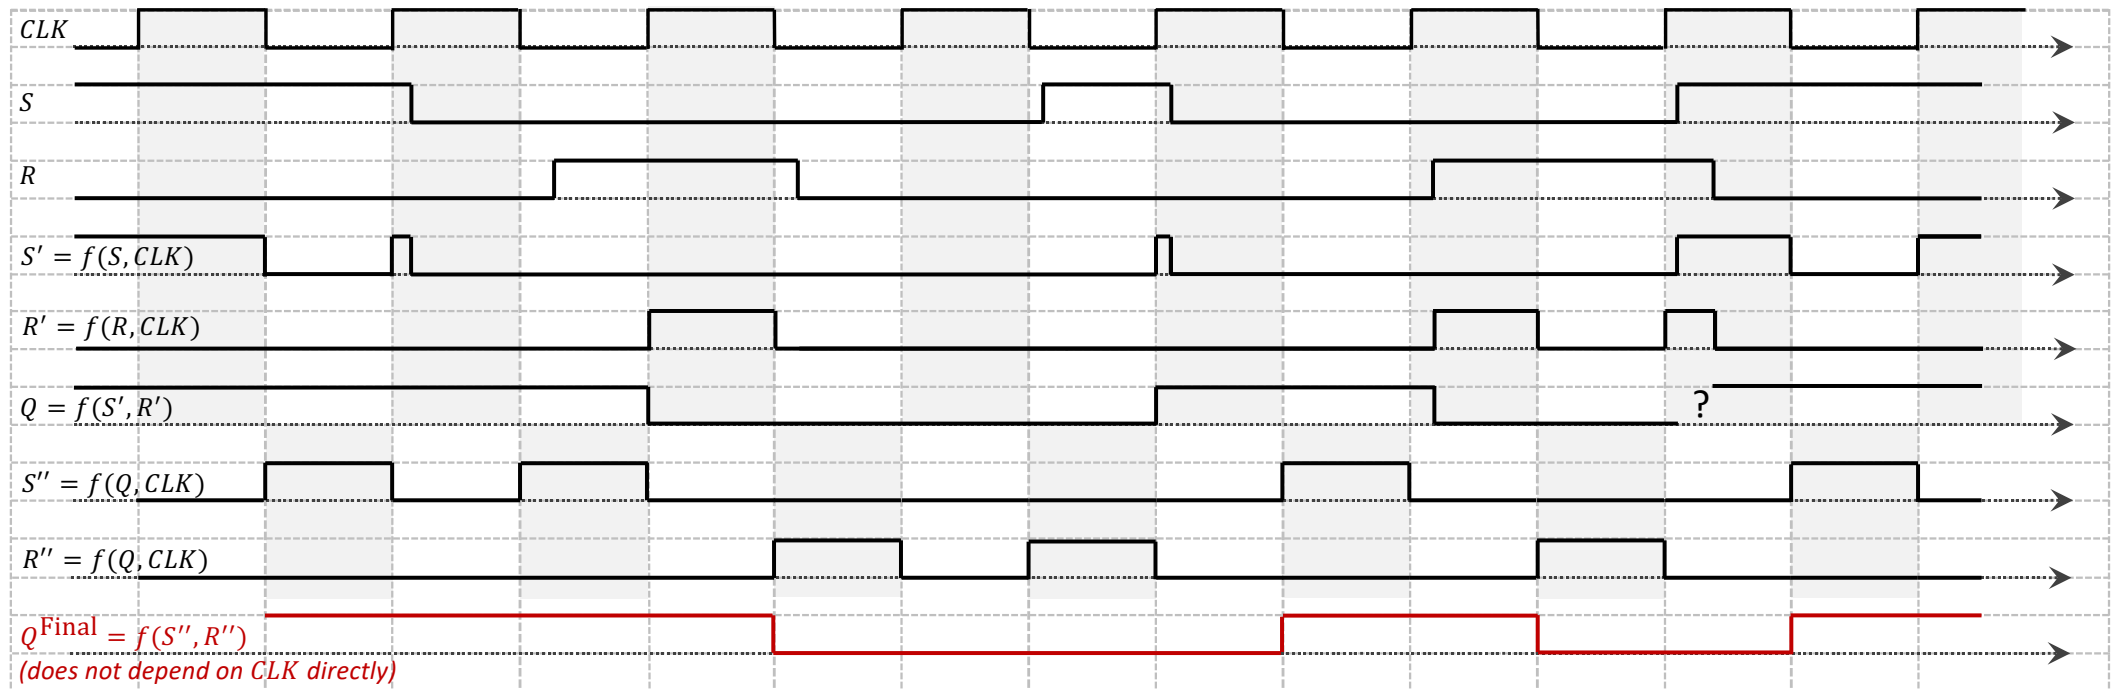 CLK
S
R
S′ = f(S, CLK)
R′ = f(R, CLK)
Q = f(S′, R′)
?
S′′ = f(Q, CLK)
R′′ = f(Q, CLK)
Q^Final = f(S′′, R′′)
(does not depend on CLK directly)